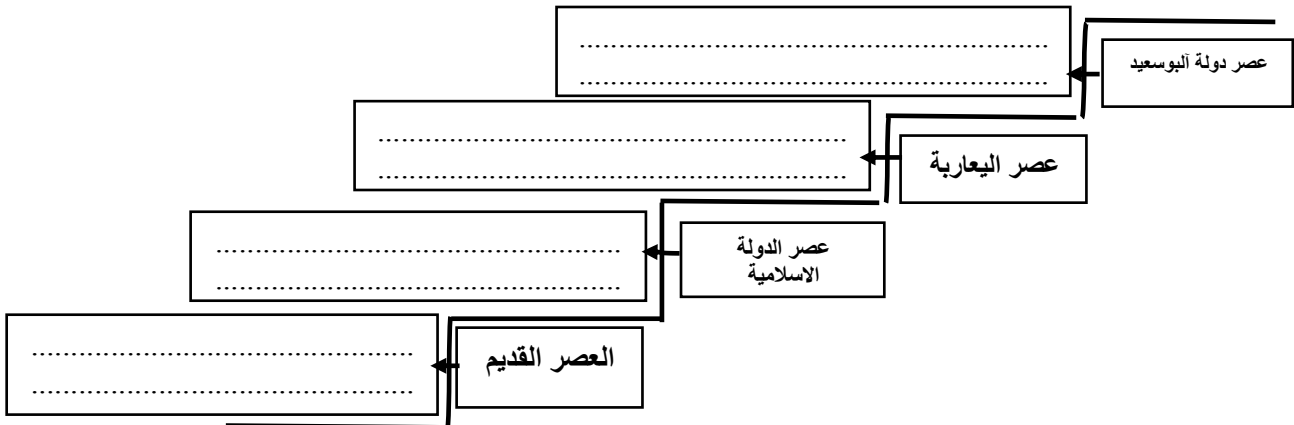 عصر دولة آلبوسعيد
عصر اليعاربة
عصر الدولة
الاسلامية
العصر القديم